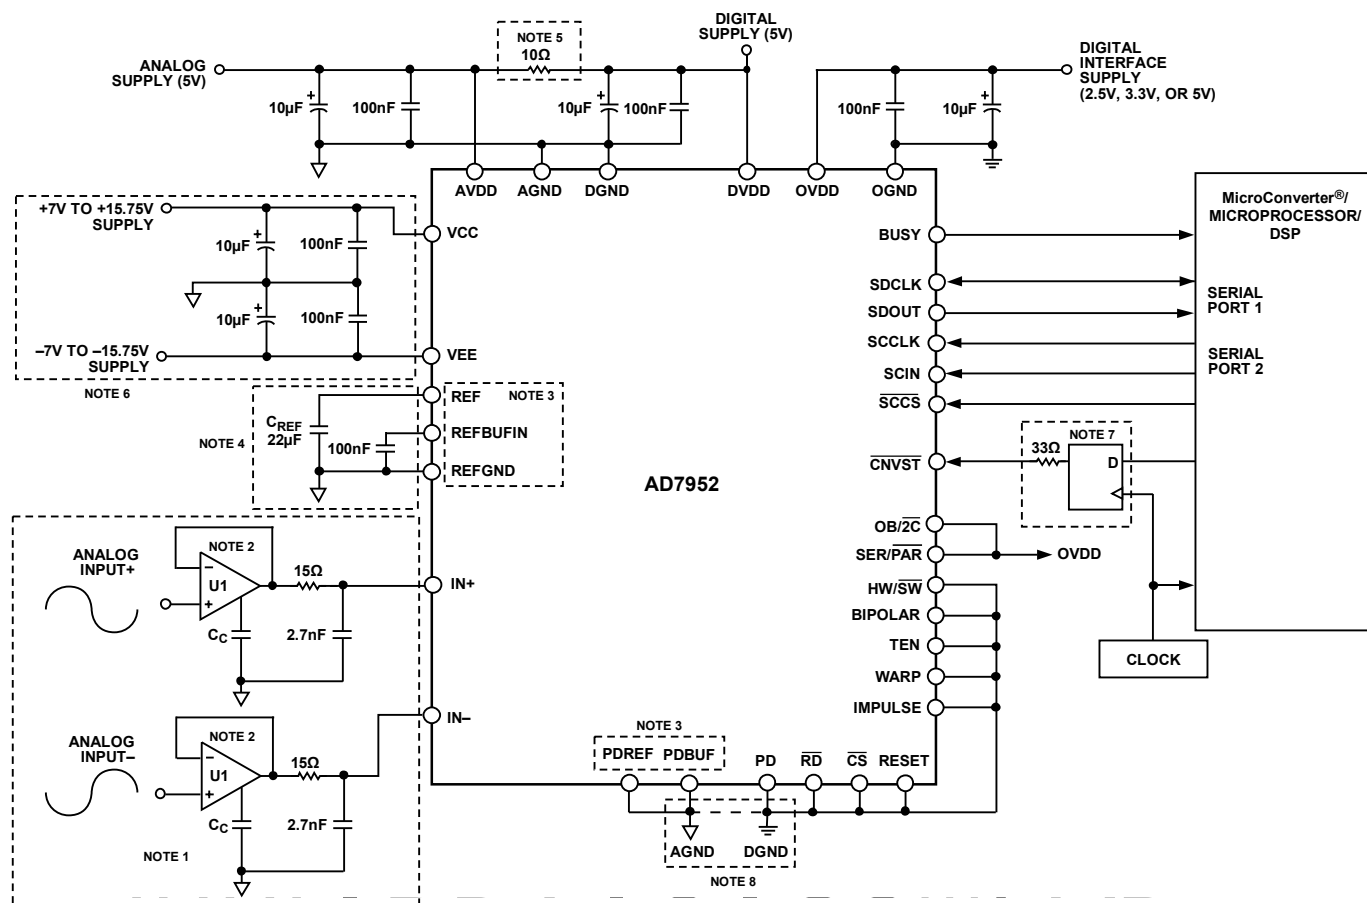 DIGITAL
SUPPLY (5V)
NOTE 5
10Ω
ANALOG
SUPPLY (5V)
DIGITAL
INTERFACE
SUPPLY
(2.5V, 3.3V, OR 5V)
10µF
+
100nF
10µF
+
100nF
100nF
10µF
+
AVDD
AGND
DGND
DVDD
OVDD
OGND
MicroConverter®/
MICROPROCESSOR/
DSP
+7V TO +15.75V
SUPPLY
10µF
+
100nF
VCC
BUSY
10µF
+
100nF
SDCLK
SDOUT
SERIAL
PORT 1
–7V TO –15.75V
SUPPLY
VEE
SCCLK
SCIN
SCCS
SERIAL
PORT 2
NOTE 6
REF
NOTE 3
CREF
22µF
NOTE 4
100nF
REFBUFIN
REFGND
AD7952
NOTE 7
33Ω
D
CNVST
OB/2C
SER/PAR
OVDD
HW/SW
BIPOLAR
TEN
WARP
IMPULSE
CLOCK
ANALOG
INPUT+
NOTE 2
–
U1
+
15Ω
IN+
CC
2.7nF
ANALOG
INPUT–
NOTE 2
–
U1
+
15Ω
IN–
CC
2.7nF
NOTE 1
NOTE 3
PDREF
PDBUF
PD
RD
CS
RESET
AGND
DGND
NOTE 8